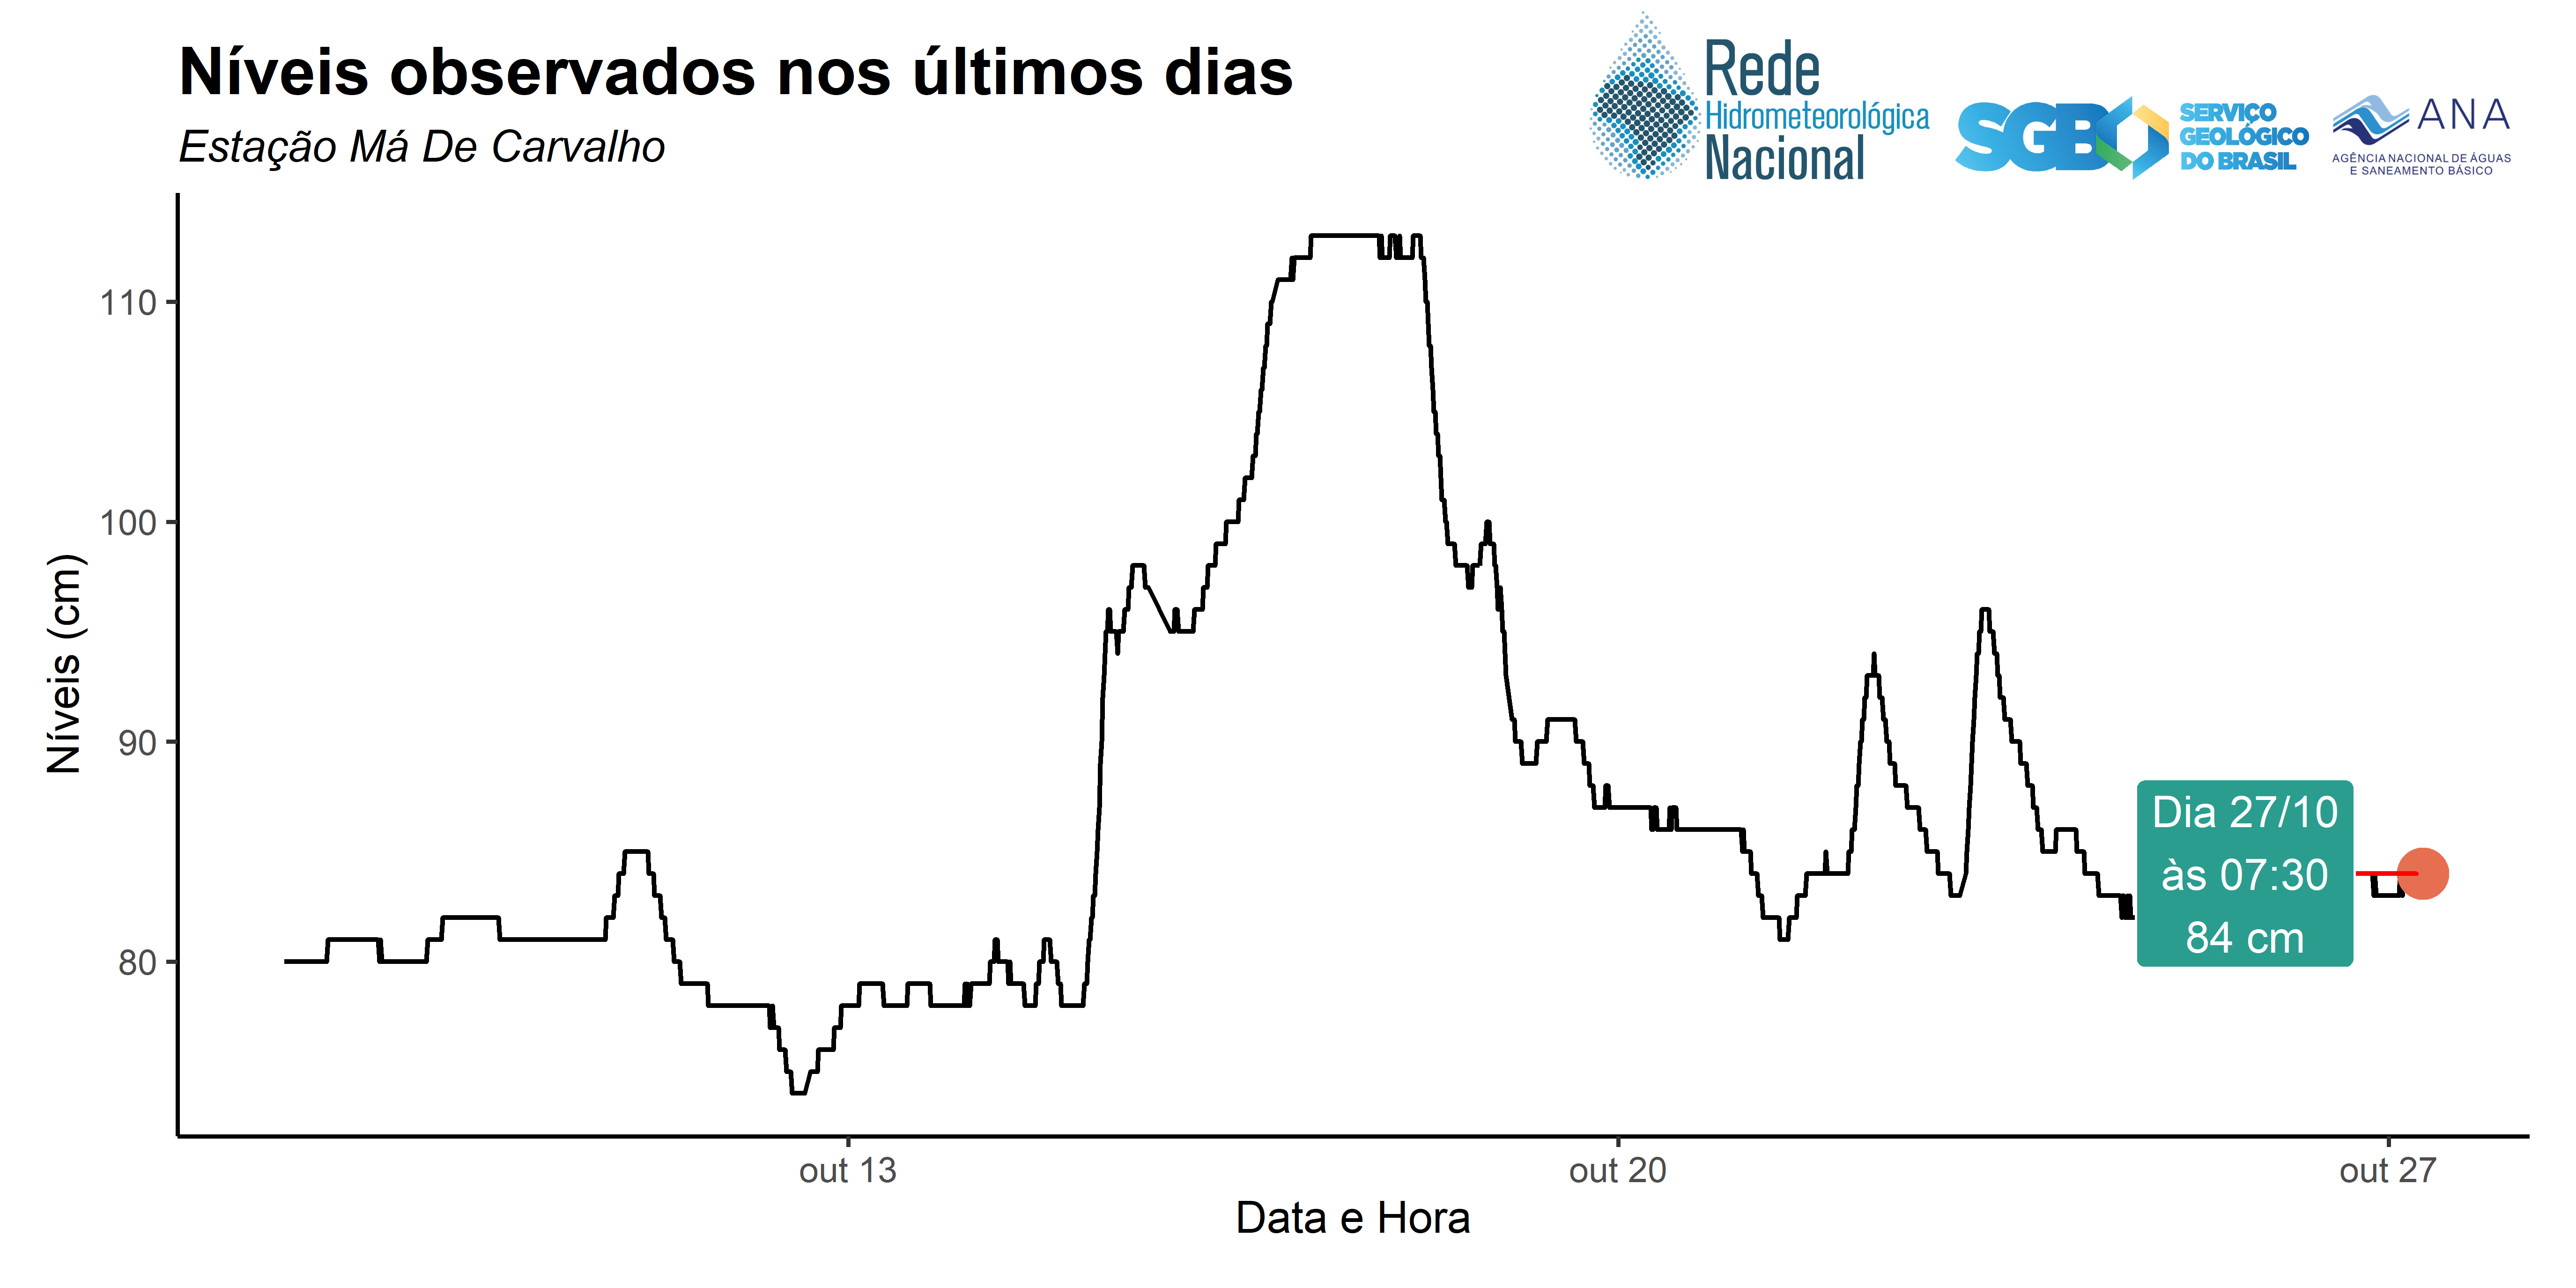 Níveis observados nos últimos dias
Estação Má De Carvalho
Rede
Hidrometeorológica
Nacional
SGB
SERVIÇO
GEOLÓGICO
DO BRASIL
ANA
AGÊNCIA NACIONAL DE ÁGUAS
E SANEAMENTO BÁSICO
Níveis (cm)
110
100
90
80
Dia 27/10
às 07:30
84 cm
out 13
out 20
out 27
Data e Hora